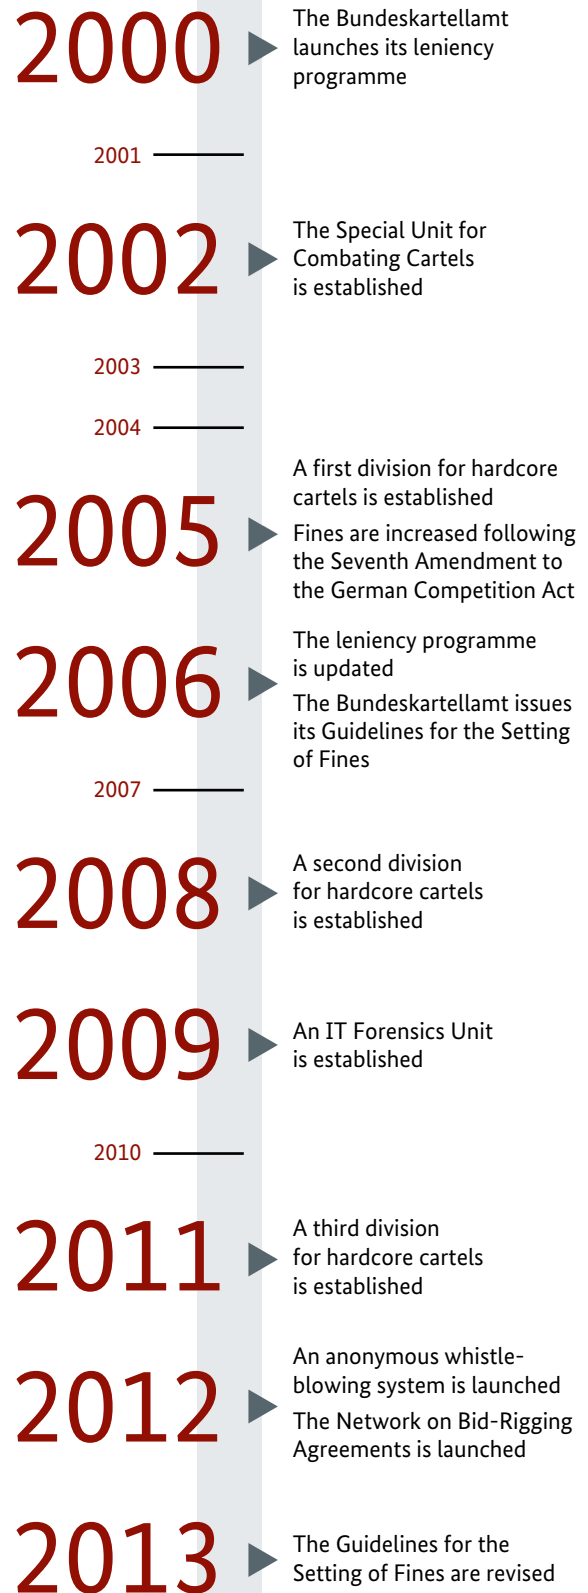 2000
The Bundeskartellamt
launches its leniency
programme
2001
2002
The Special Unit for
Combating Cartels
is established
2003
2004
2005
A first division for hardcore
cartels is established
Fines are increased following
the Seventh Amendment to
the German Competition Act
2006
The leniency programme
is updated
The Bundeskartellamt issues
its Guidelines for the Setting
of Fines
2007
2008
A second division
for hardcore cartels
is established
2009
An IT Forensics Unit
is established
2010
2011
A third division
for hardcore cartels
is established
2012
An anonymous whistle-
blowing system is launched
The Network on Bid-Rigging
Agreements is launched
2013
The Guidelines for the
Setting of Fines are revised